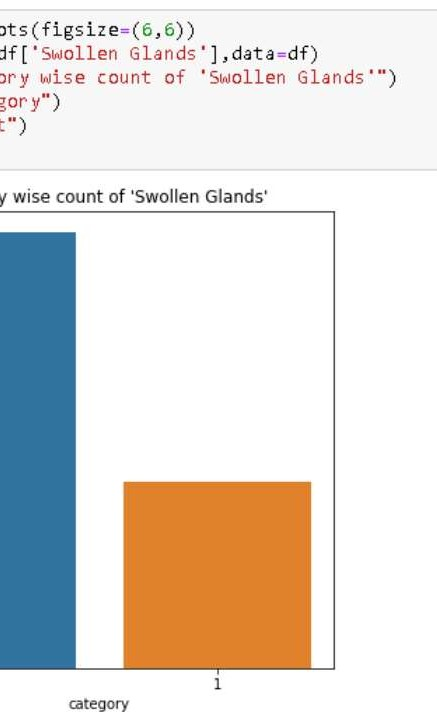 ots(figsize=(6,6))
df['Swollen Glands'],data=df)
ory wise count of 'Swollen Glands'")
gory")
t")
y wise count of 'Swollen Glands'
1
category